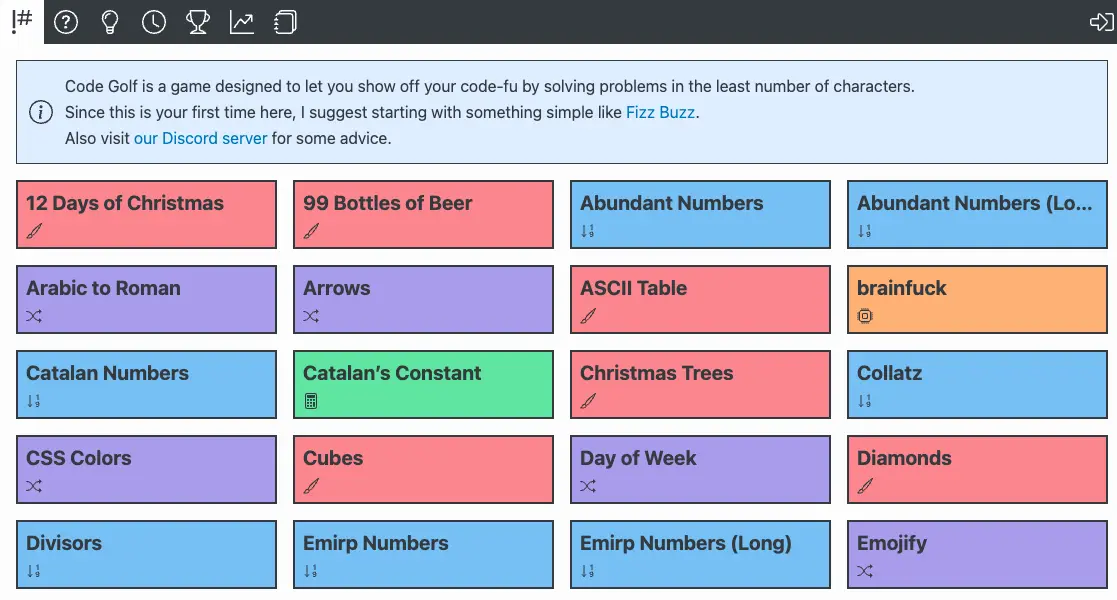 !#
Code Golf is a game designed to let you show off your code-fu by solving problems in the least number of characters.
Since this is your first time here, I suggest starting with something simple like Fizz Buzz.
Also visit our Discord server for some advice.
12 Days of Christmas
99 Bottles of Beer
Abundant Numbers
Abundant Numbers (Lo...
Arabic to Roman
Arrows
ASCII Table
brainfuck
Catalan Numbers
Catalan’s Constant
Christmas Trees
Collatz
CSS Colors
Cubes
Day of Week
Diamonds
Divisors
Emirp Numbers
Emirp Numbers (Long)
Emojify